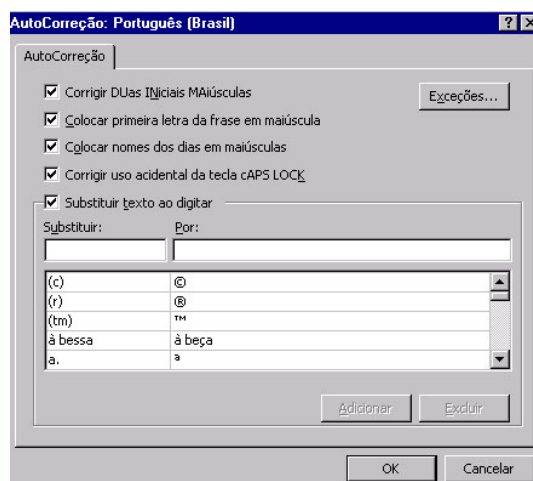 AutoCorreção: Português (Brasil)
AutoCorreção
Corrigir DUas INiciais MAiúsculas
Exceções...
Colocar primeira letra da frase em maiúscula
Colocar nomes dos dias em maiúsculas
Corrigir uso acidental da tecla cAPS LOCK
Substituir texto ao digitar
Substituir: Por:
(c) ©
(r) ®
(tm) ™
à bessa à beça
a. ª
Adicionar Excluir
OK Cancelar